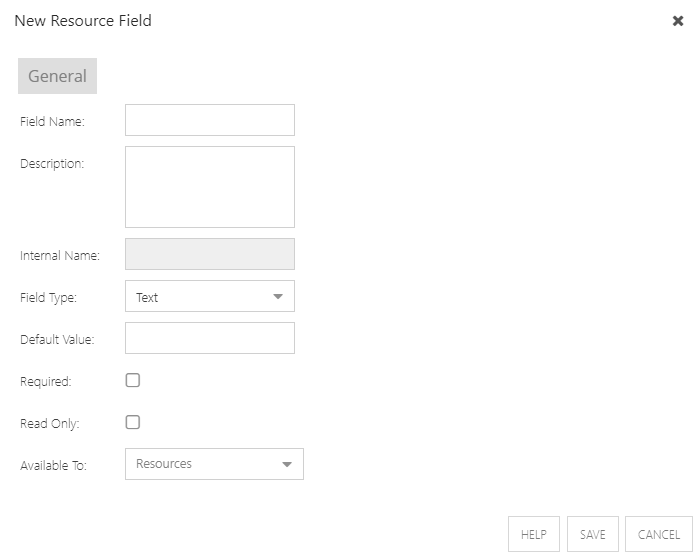 New Resource Field
General
Field Name:
Description:
Internal Name:
Field Type: Text
Default Value:
Required:
Read Only:
Available To: Resources
HELP SAVE CANCEL